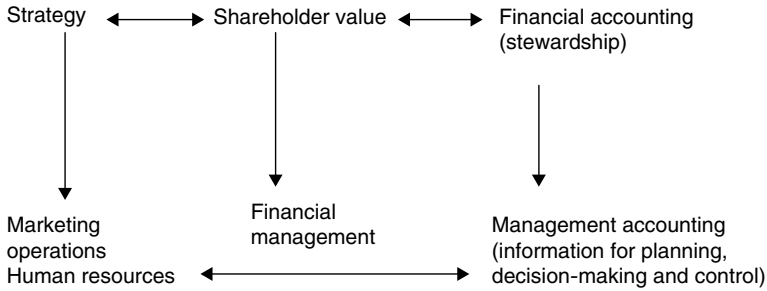 Strategy
Shareholder value
Financial accounting
(stewardship)
Marketing
operations
Human resources
Financial
management
Management accounting
(information for planning,
decision-making and control)